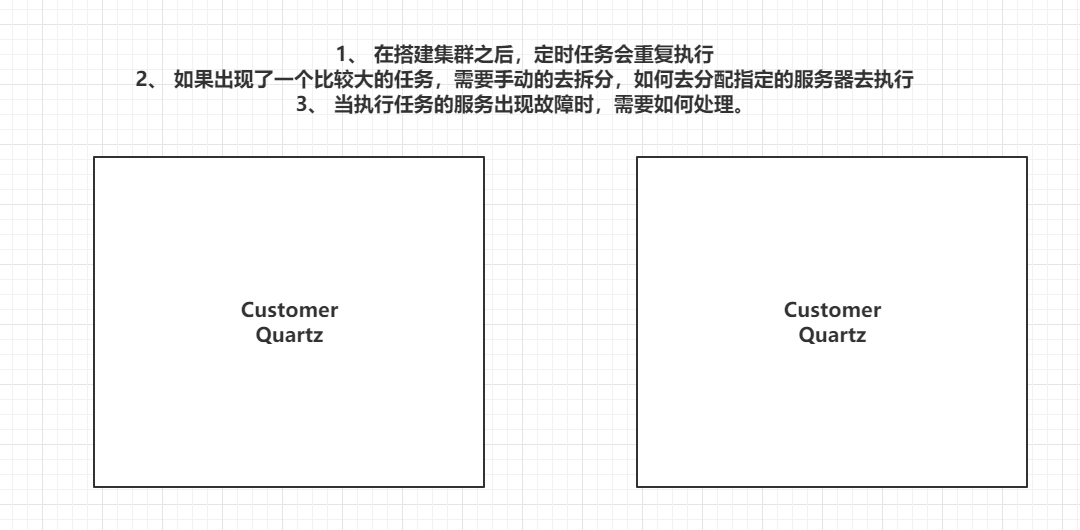 1、 在搭建集群之后，定时任务会重复执行
2、 如果出现了一个比较大的任务，需要手动的去拆分，如何去分配指定的服务器去执行
3、 当执行任务的服务出现故障时，需要如何处理。
Customer
Quartz
Customer
Quartz